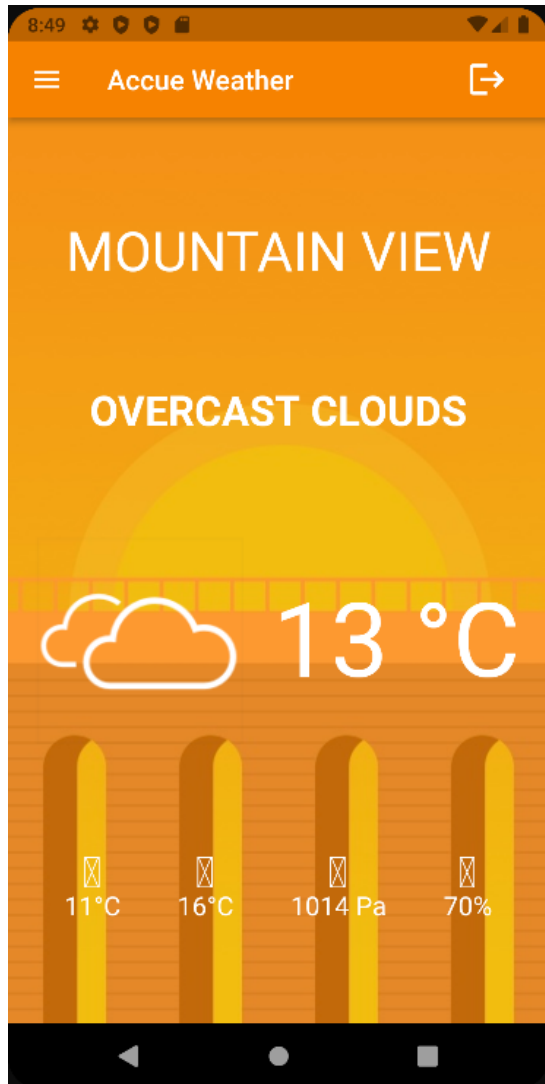 8:49
Accue Weather
MOUNTAIN VIEW
OVERCAST CLOUDS
13 °C
11°C 16°C 1014 Pa 70%